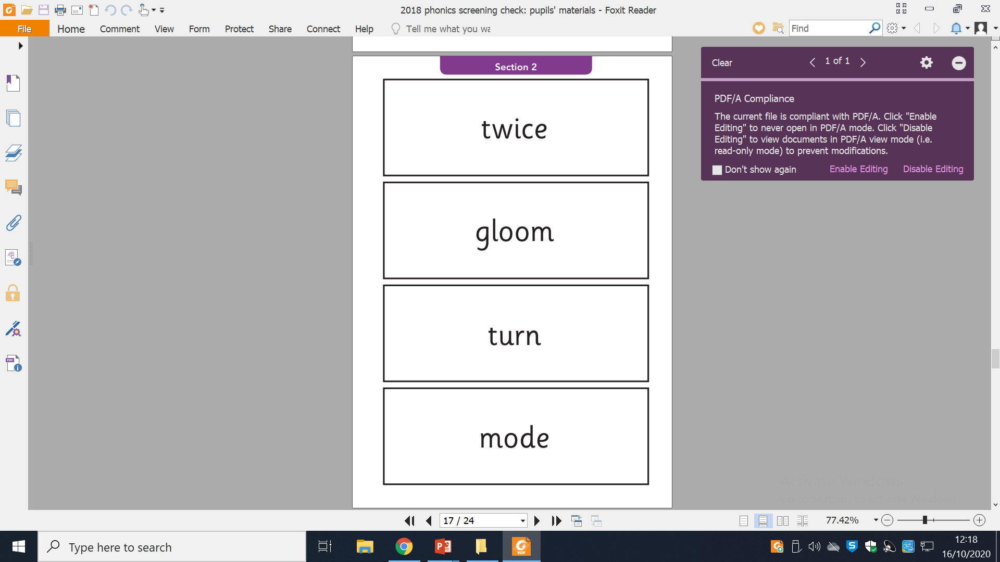 2018 phonics screening check: pupils' materials - Foxit Reader
File Home Comment View Form Protect Share Connect Help Tell me what you wa
Find
Section 2
twice
gloom
turn
mode
Clear 1 of 1
PDF/A Compliance
The current file is compliant with PDF/A. Click "Enable
Editing" to never open in PDF/A mode. Click "Disable
Editing" to view documents in PDF/A view mode (i.e.
read-only mode) to prevent modifications.
Don't show again Enable Editing Disable Editing
Activate Windows
17 / 24
77.42%
Type here to search
12:18
16/10/2020